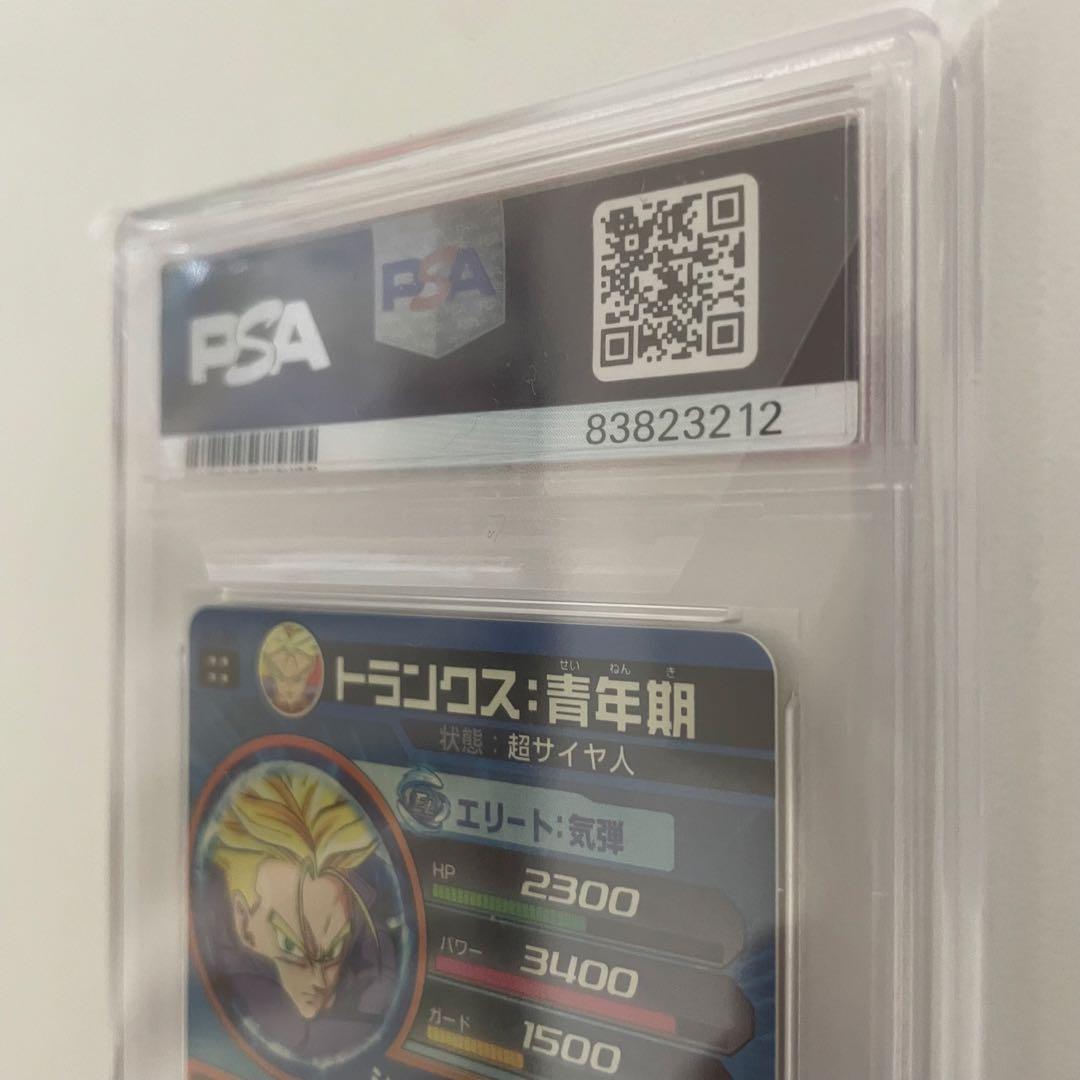 PSA
PSA
83823212
トランクス:青年期
せい ねん き
状態:超サイヤ人
エリート:気弾
HP 2300
パワー 3400
ガード 1500